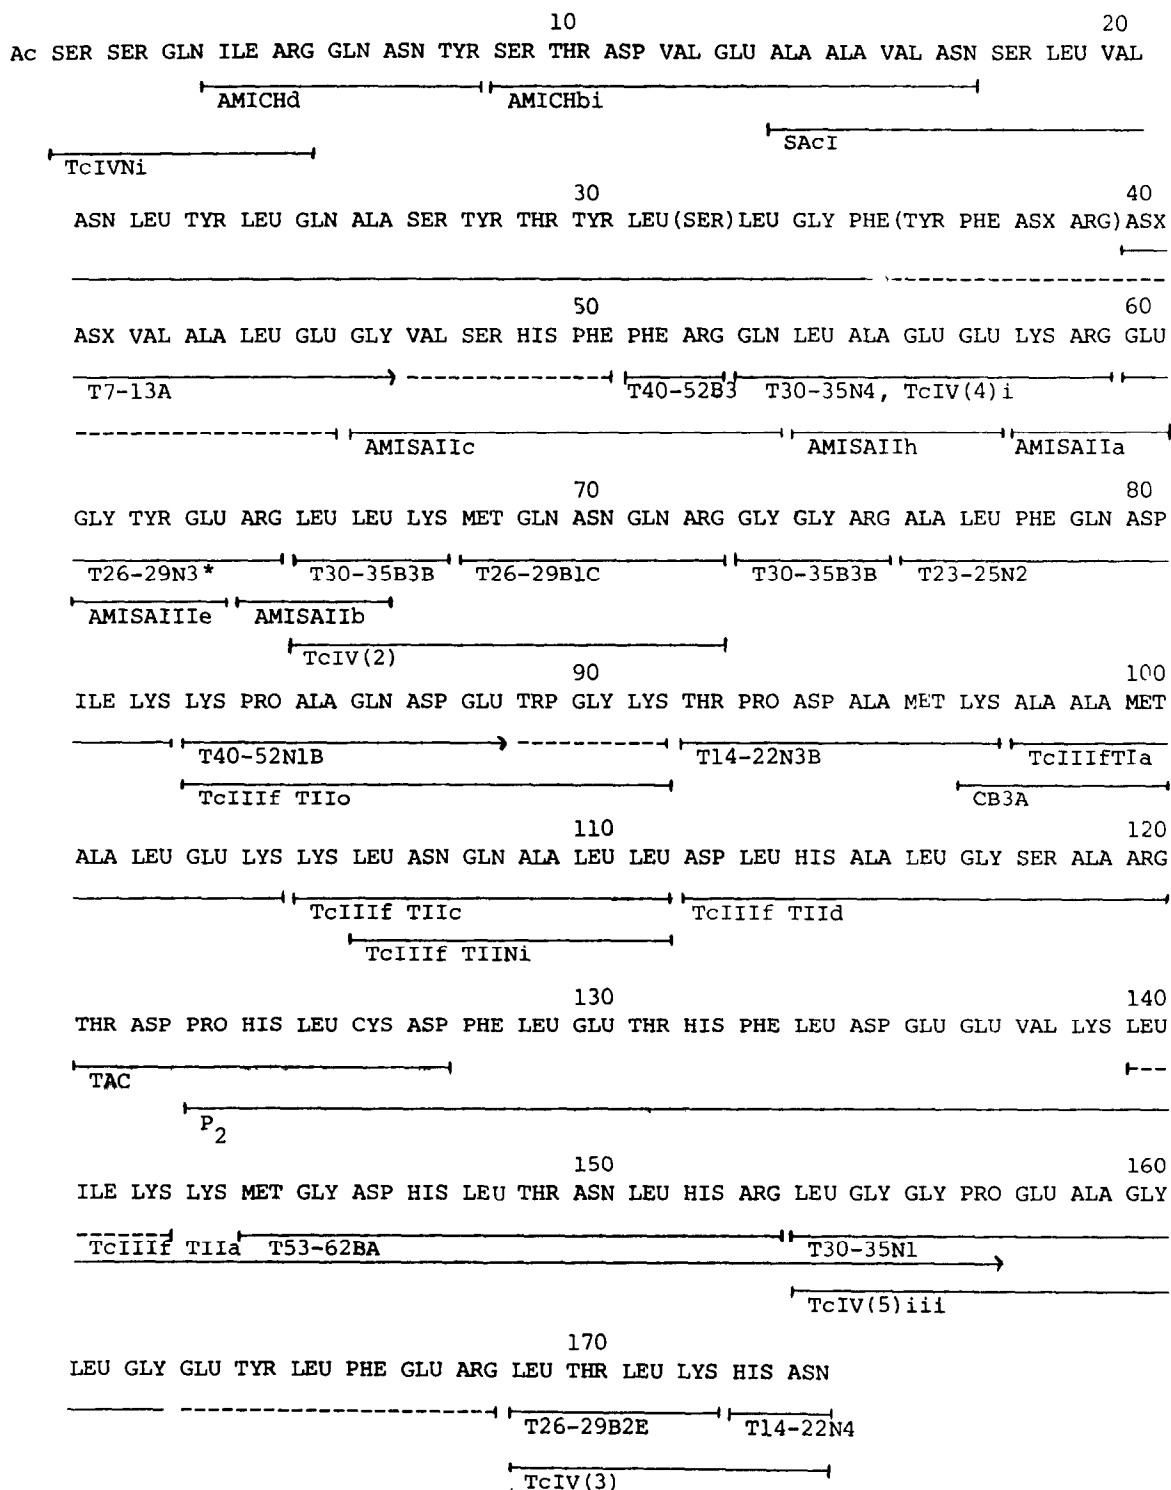 10 20
Ac SER SER GLN ILE ARG GLN ASN TYR SER THR ASP VAL GLU ALA ALA VAL ASN SER LEU VAL
AMICHd AMICHbi
SAcI
TcIVNi
30 40
ASN LEU TYR LEU GLN ALA SER TYR THR TYR LEU(SER)LEU GLY PHE(TYR PHE ASX ARG)ASX
50 60
ASX VAL ALA LEU GLU GLY VAL SER HIS PHE PHE ARG GLN LEU ALA GLU GLU LYS ARG GLU
T7-13A T40-52B3 T30-35N4, TcIV(4)i
AMISAIIc AMISAIIh AMISAIIa
70 80
GLY TYR GLU ARG LEU LEU LYS MET GLN ASN GLN ARG GLY GLY ARG ALA LEU PHE GLN ASP
T26-29N3* T30-35B3B T26-29B1C T30-35B3B T23-25N2
AMISAIIIe AMISAIIb
TcIV(2)
90 100
ILE LYS LYS PRO ALA GLN ASP GLU TRP GLY LYS THR PRO ASP ALA MET LYS ALA ALA MET
T40-52N1B T14-22N3B TcIIIfTIa
TcIIIf TIIo CB3A
110 120
ALA LEU GLU LYS LYS LEU ASN GLN ALA LEU LEU ASP LEU HIS ALA LEU GLY SER ALA ARG
TcIIIf TIIc TcIIIf TIId
TcIIIf TIINi
130 140
THR ASP PRO HIS LEU CYS ASP PHE LEU GLU THR HIS PHE LEU ASP GLU GLU VAL LYS LEU
TAC
P2
150 160
ILE LYS LYS MET GLY ASP HIS LEU THR ASN LEU HIS ARG LEU GLY GLY PRO GLU ALA GLY
TcIIIf TIIa T53-62BA T30-35N1
TcIV(5)iii
170
LEU GLY GLU TYR LEU PHE GLU ARG LEU THR LEU LYS HIS ASN
T26-29B2E T14-22N4
TcIV(3)